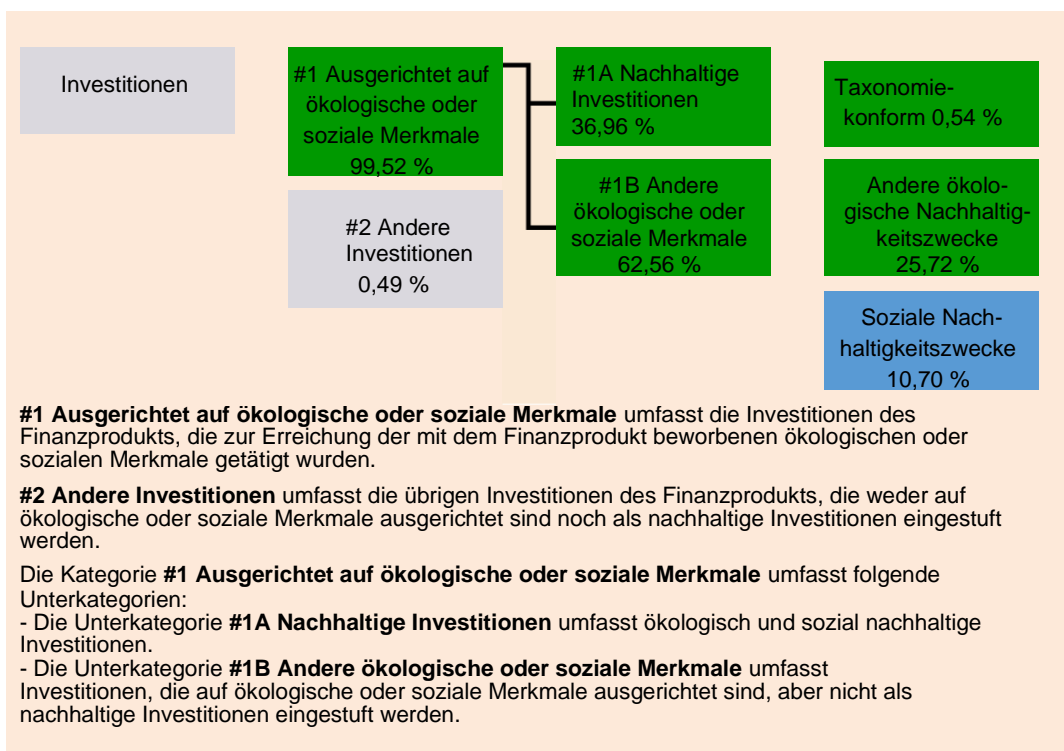 Investitionen
#1 Ausgerichtet auf
ökologische oder
soziale Merkmale
99,52 %
#2 Andere
Investitionen
0,49 %
#1A Nachhaltige
Investitionen
36,96 %
#1B Andere
ökologische oder
soziale Merkmale
62,56 %
Taxonomie-
konform 0,54 %
Andere ökolo-
gische Nachhaltig-
keitszwecke
25,72 %
Soziale Nach-
haltigkeitszwecke
10,70 %
#1 Ausgerichtet auf ökologische oder soziale Merkmale umfasst die Investitionen des
Finanzprodukts, die zur Erreichung der mit dem Finanzprodukt beworbenen ökologischen oder
sozialen Merkmale getätigt wurden.
#2 Andere Investitionen umfasst die übrigen Investitionen des Finanzprodukts, die weder auf
ökologische oder soziale Merkmale ausgerichtet sind noch als nachhaltige Investitionen eingestuft
werden.
Die Kategorie #1 Ausgerichtet auf ökologische oder soziale Merkmale umfasst folgende
Unterkategorien:
- Die Unterkategorie #1A Nachhaltige Investitionen umfasst ökologisch und sozial nachhaltige
Investitionen.
- Die Unterkategorie #1B Andere ökologische oder soziale Merkmale umfasst
Investitionen, die auf ökologische oder soziale Merkmale ausgerichtet sind, aber nicht als
nachhaltige Investitionen eingestuft werden.